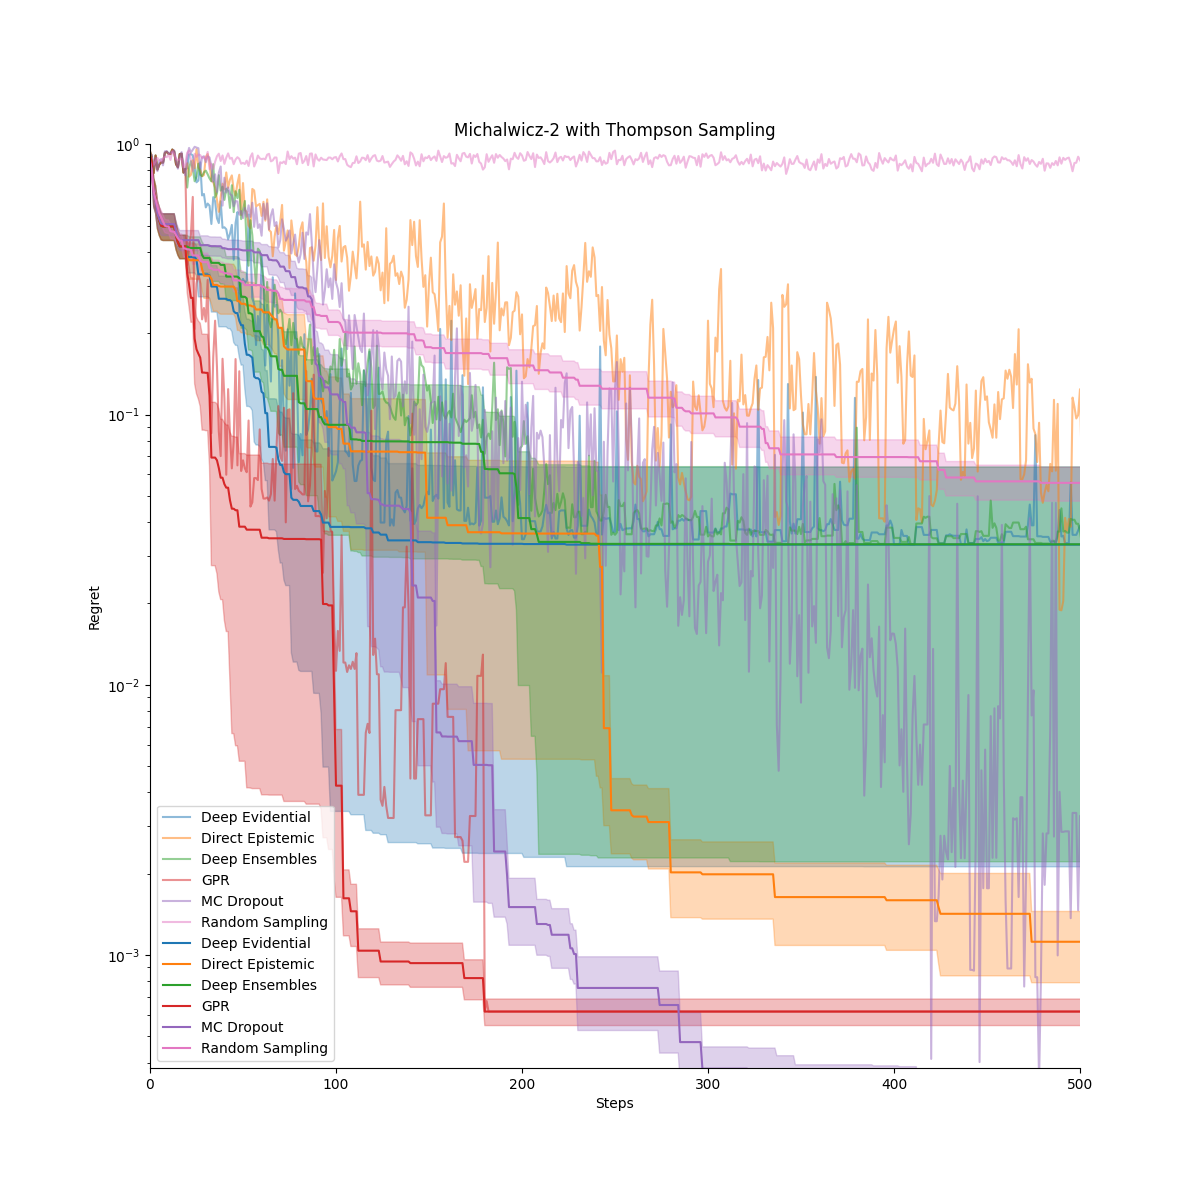 Michalwicz-2 with Thompson Sampling
10^0
10^-1
10^-2
10^-3
Regret
Deep Evidential
Direct Epistemic
Deep Ensembles
GPR
MC Dropout
Random Sampling
Deep Evidential
Direct Epistemic
Deep Ensembles
GPR
MC Dropout
Random Sampling
0 100 200 300 400 500
Steps